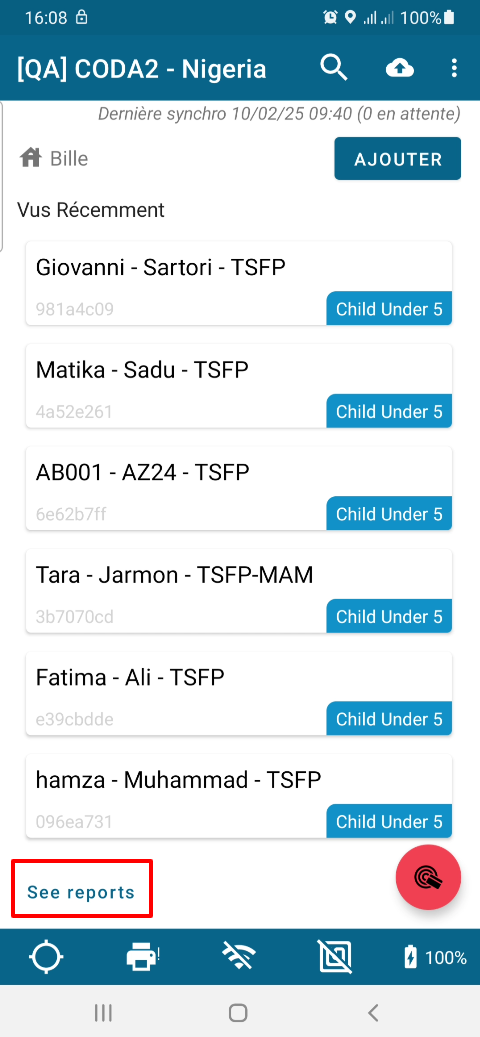 16:08 100%
[QA] CODA2 - Nigeria
Dernière synchro 10/02/25 09:40 (0 en attente)
Bille
AJOUTER
Vus Récemment
Giovanni - Sartori - TSFP
981a4c09
Child Under 5
Matika - Sadu - TSFP
4a52e261
Child Under 5
AB001 - AZ24 - TSFP
6e62b7ff
Child Under 5
Tara - Jarmon - TSFP-MAM
3b7070cd
Child Under 5
Fatima - Ali - TSFP
e39cbdde
Child Under 5
hamza - Muhammad - TSFP
096ea731
Child Under 5
See reports
100%